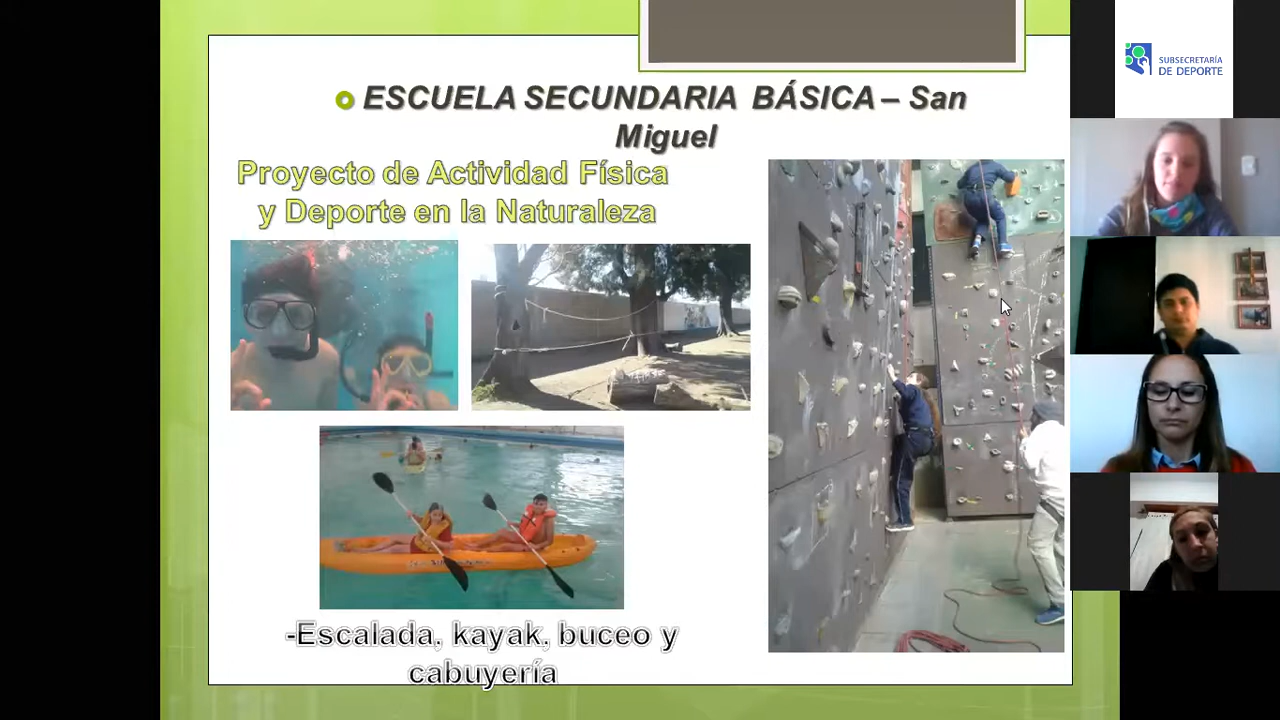 ESCUELA SECUNDARIA BÁSICA – San
Miguel
Proyecto de Actividad Física
y Deporte en la Naturaleza
-Escalada, kayak, buceo y
cabuyería
SUBSECRETARÍA
DE DEPORTE